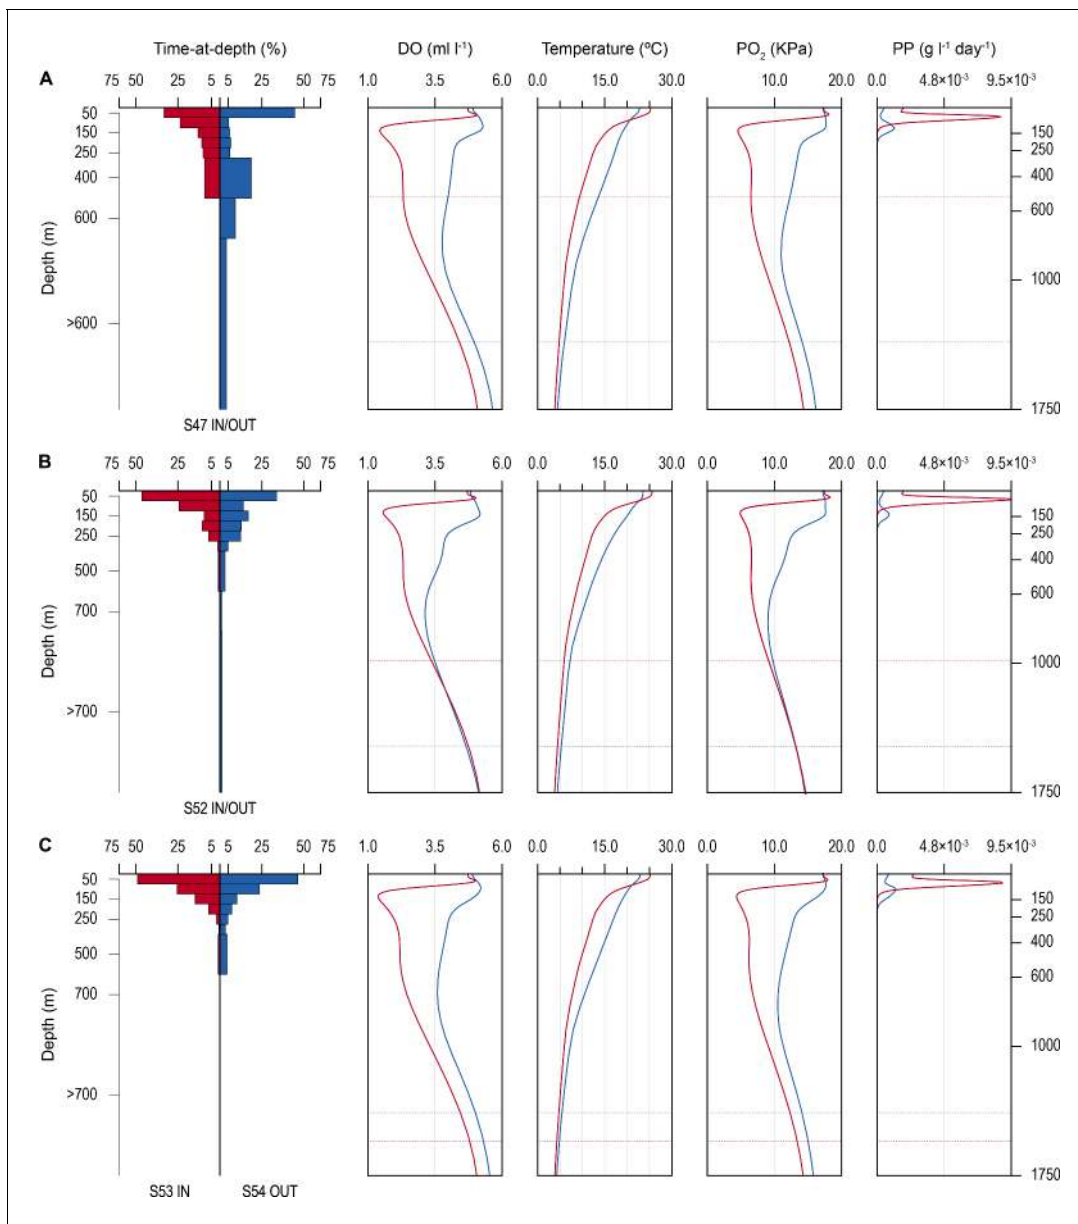 Time-at-depth (%) DO (ml l⁻¹) Temperature (ºC) PO₂ (KPa) PP (g l⁻¹ day⁻¹)
A 75 50 25 5 5 25 50 75 1.0 3.5 6.0 0.0 15.0 30.0 0.0 10.0 20.0 0.0 4.8×10⁻³ 9.5×10⁻³
50
150 150
250 250
400 400
600 600
Depth (m)
1000
>600
1750
S47 IN/OUT
B 75 50 25 5 5 25 50 75 1.0 3.5 6.0 0.0 15.0 30.0 0.0 10.0 20.0 0.0 4.8×10⁻³ 9.5×10⁻³
50
150 150
250 250
400
500
600
700
Depth (m)
1000
>700
1750
S52 IN/OUT
C 75 50 25 5 5 25 50 75 1.0 3.5 6.0 0.0 15.0 30.0 0.0 10.0 20.0 0.0 4.8×10⁻³ 9.5×10⁻³
50
150 150
250 250
400
500
600
700
Depth (m)
1000
>700
1750
S53 IN S54 OUT